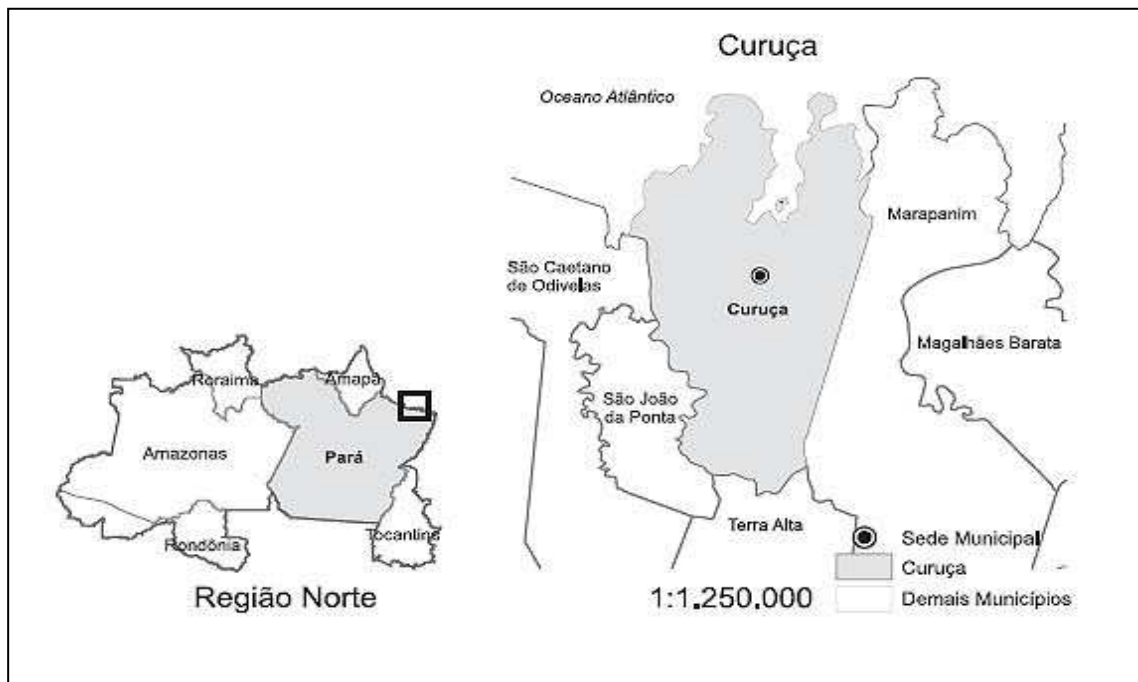 Curuça
Oceano Atlântico
Marapanim
São Caetano
de Odivelas
Curuça
Magalhães Barata
São João
da Ponta
Terra Alta
Sede Municipal
Curuça
Demais Municípios
1:1.250.000
Roraima
Amapá
Amazonas
Pará
Rondônia
Tocantins
Região Norte